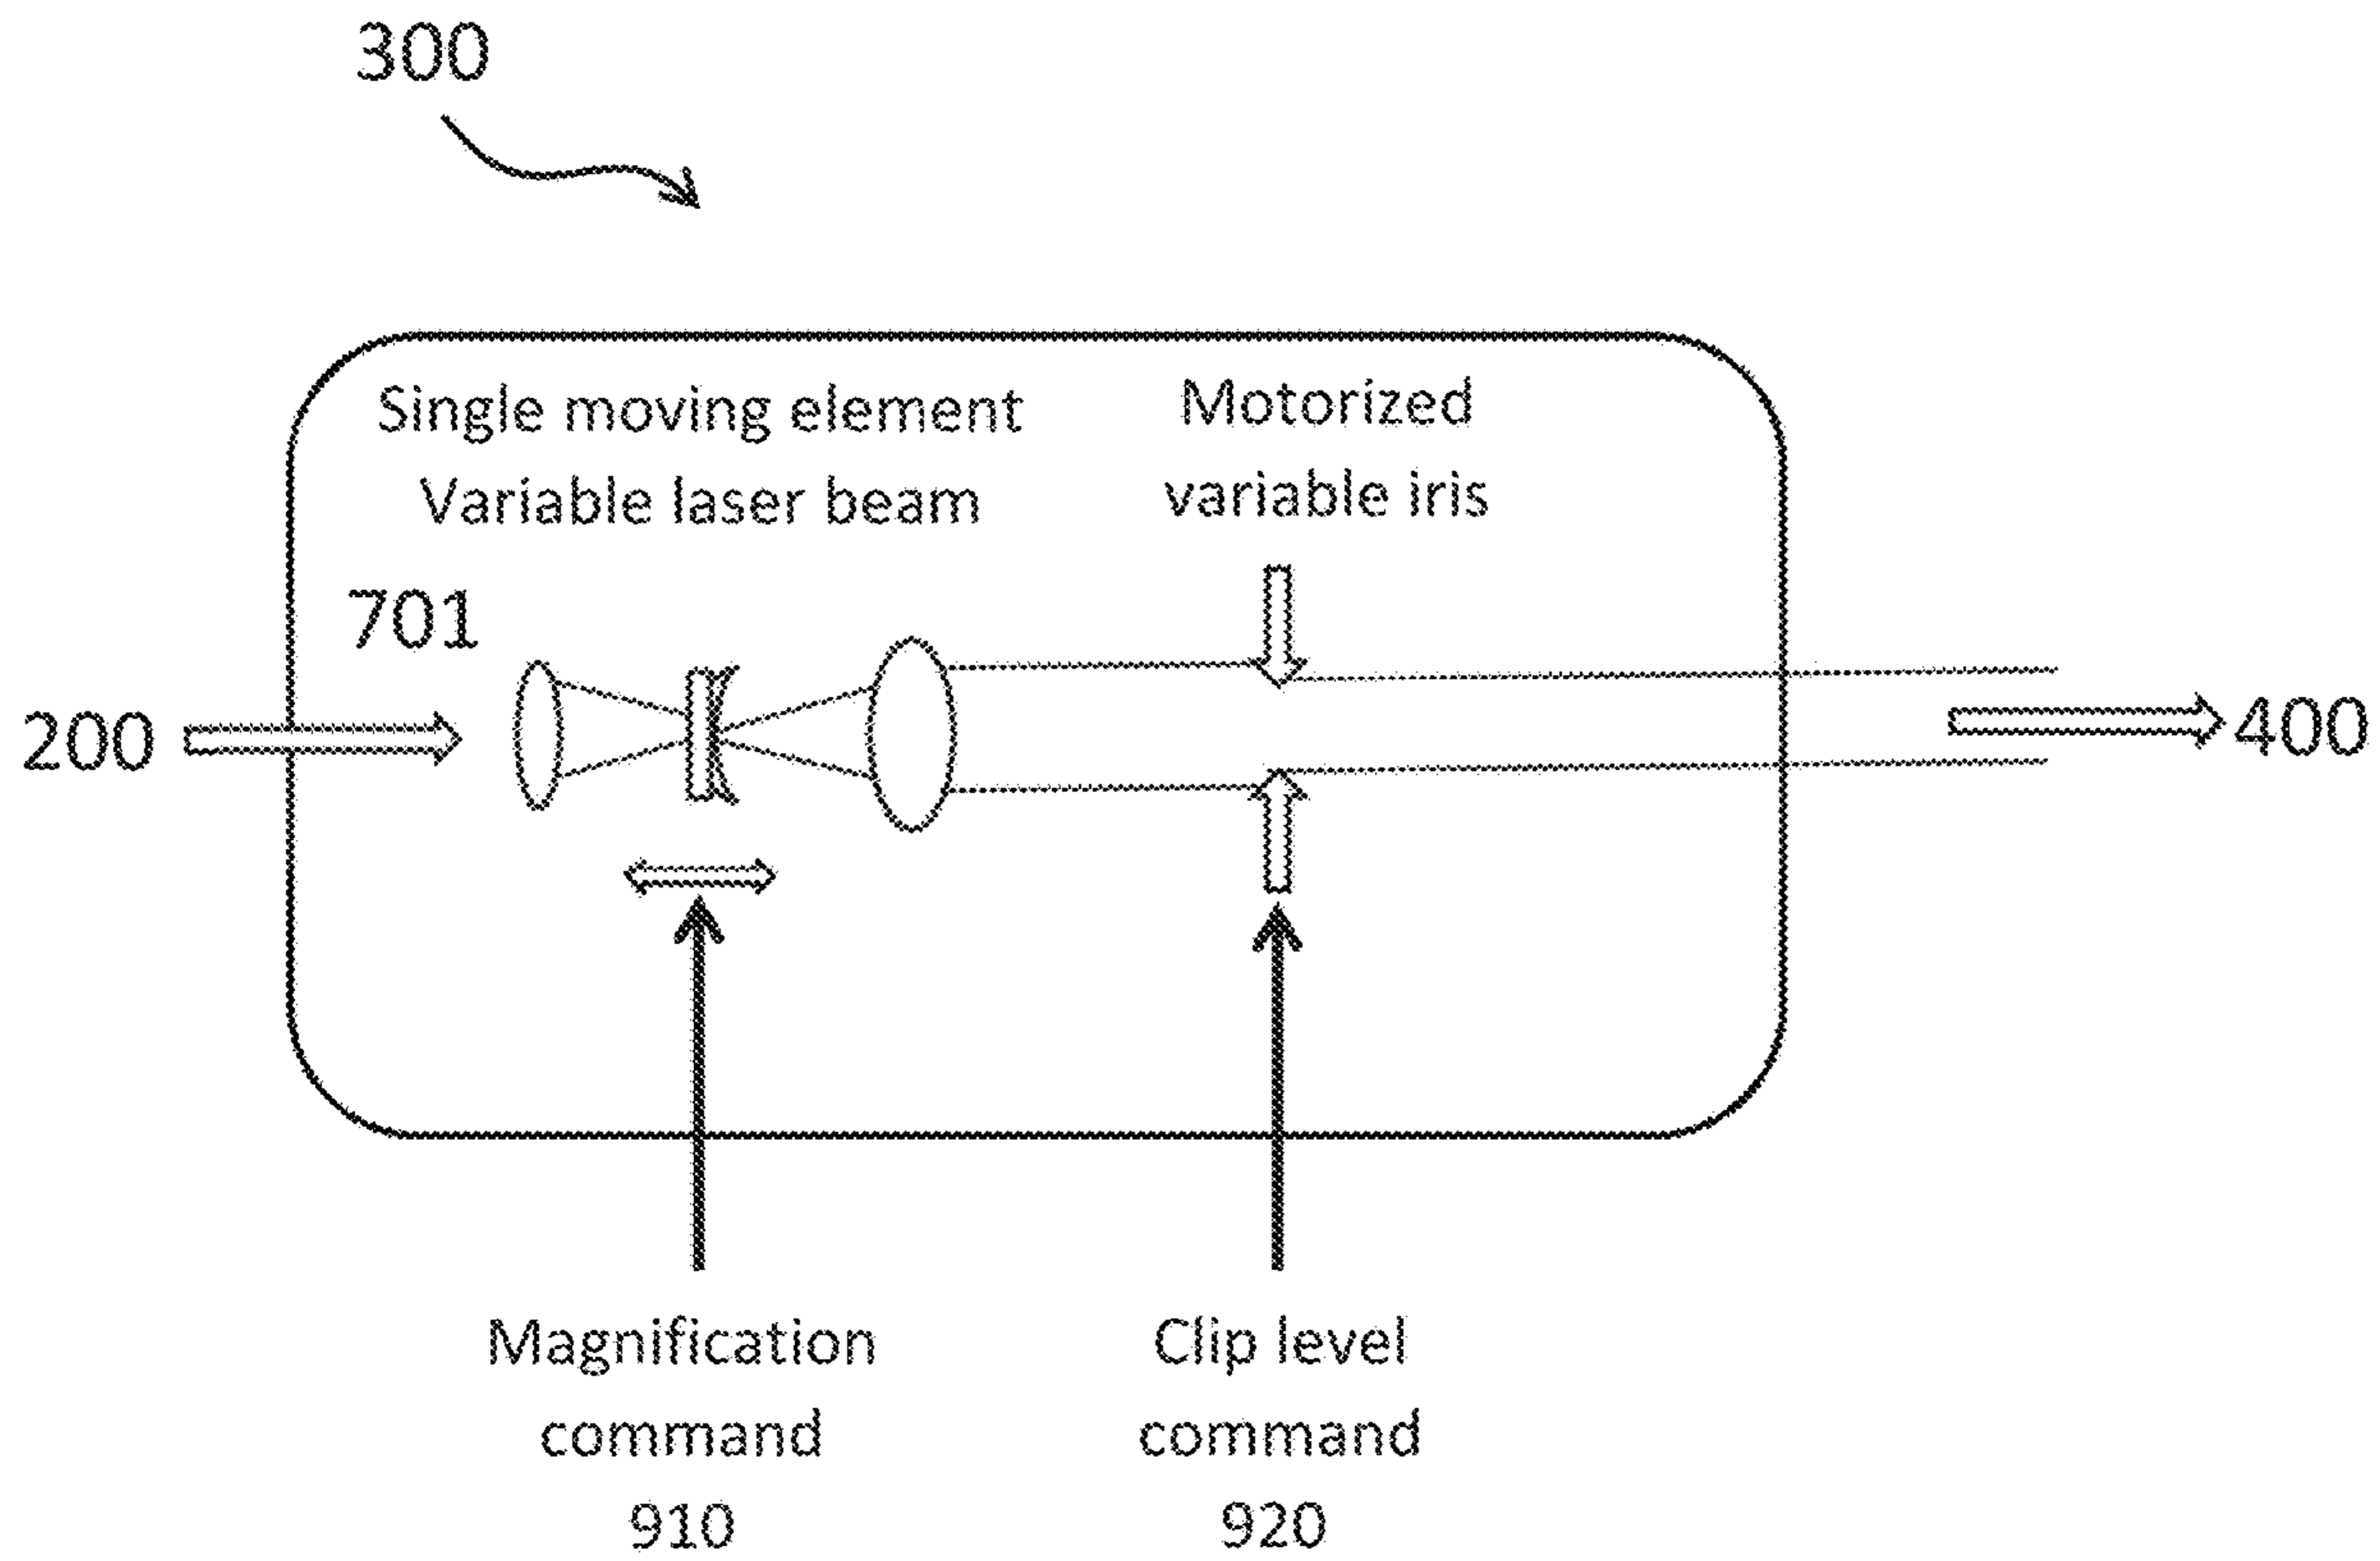 300
Single moving element
Variable laser beam
Motorized
variable iris
701
200
400
Magnification
command
910
Clip level
command
920